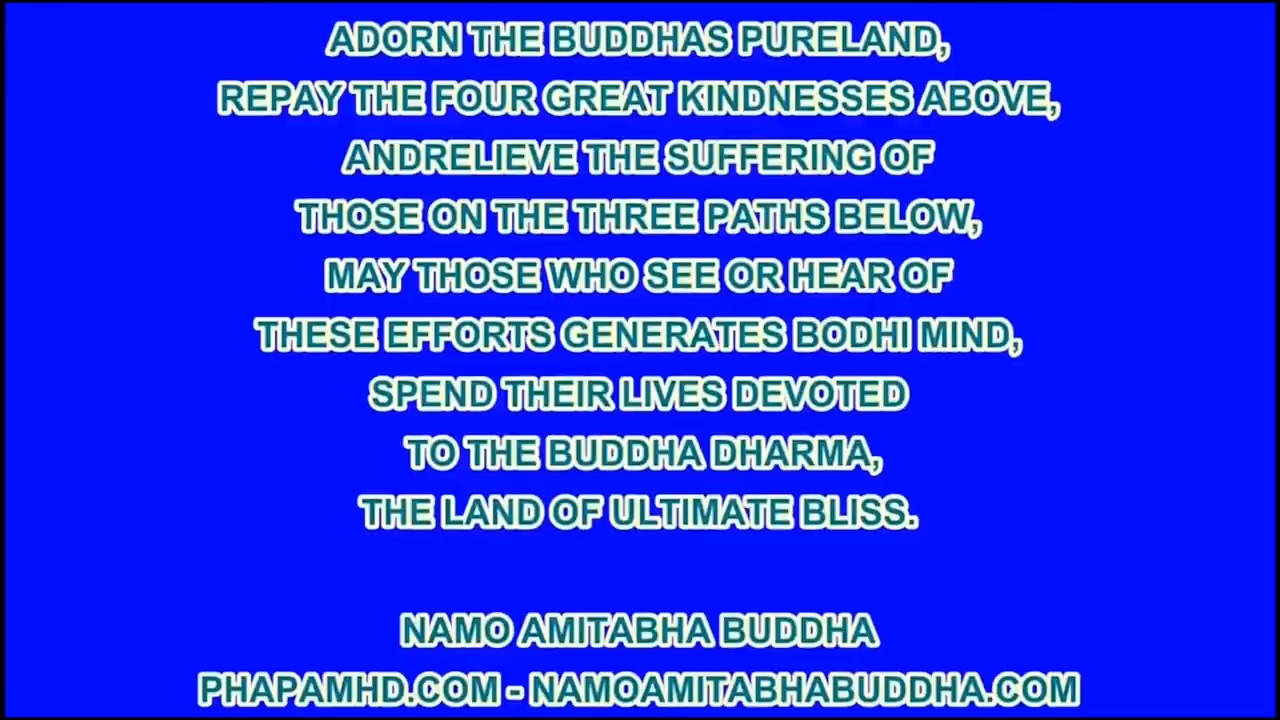 ADORN THE BUDDHAS PURELAND,
REPAY THE FOUR GREAT KINDNESSES ABOVE,
ANDRELIEVE THE SUFFERING OF
THOSE ON THE THREE PATHS BELOW,
MAY THOSE WHO SEE OR HEAR OF
THESE EFFORTS GENERATES BODHI MIND,
SPEND THEIR LIVES DEVOTED
TO THE BUDDHA DHARMA,
THE LAND OF ULTIMATE BLISS.
NAMO AMITABHA BUDDHA
PHAPAMHD.COM - NAMOAMITABHABUDDHA.COM